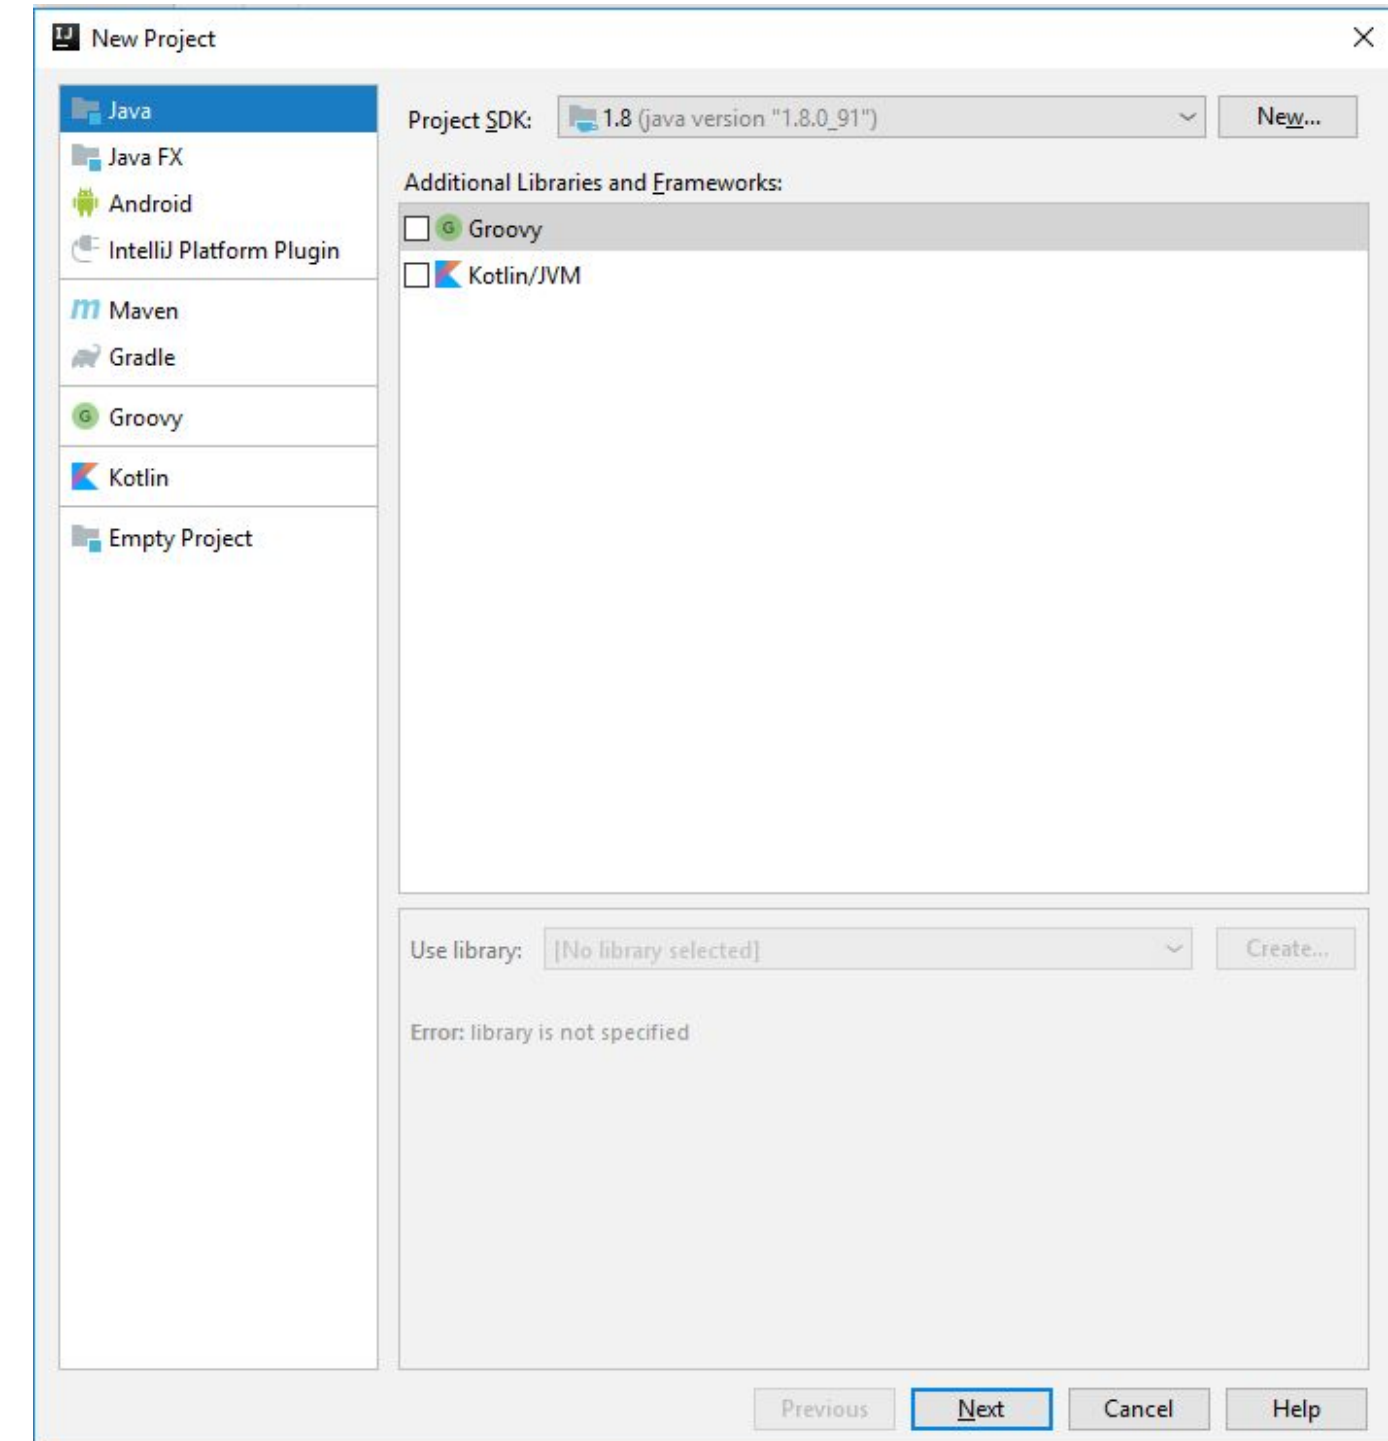 New Project
Java
Java FX
Android
IntelliJ Platform Plugin
Maven
Gradle
Groovy
Kotlin
Empty Project
Project SDK: 1.8 (java version "1.8.0_91") New...
Additional Libraries and Frameworks:
Groovy
Kotlin/JVM
Use library: [No library selected] Create...
Error: library is not specified
Previous Next Cancel Help